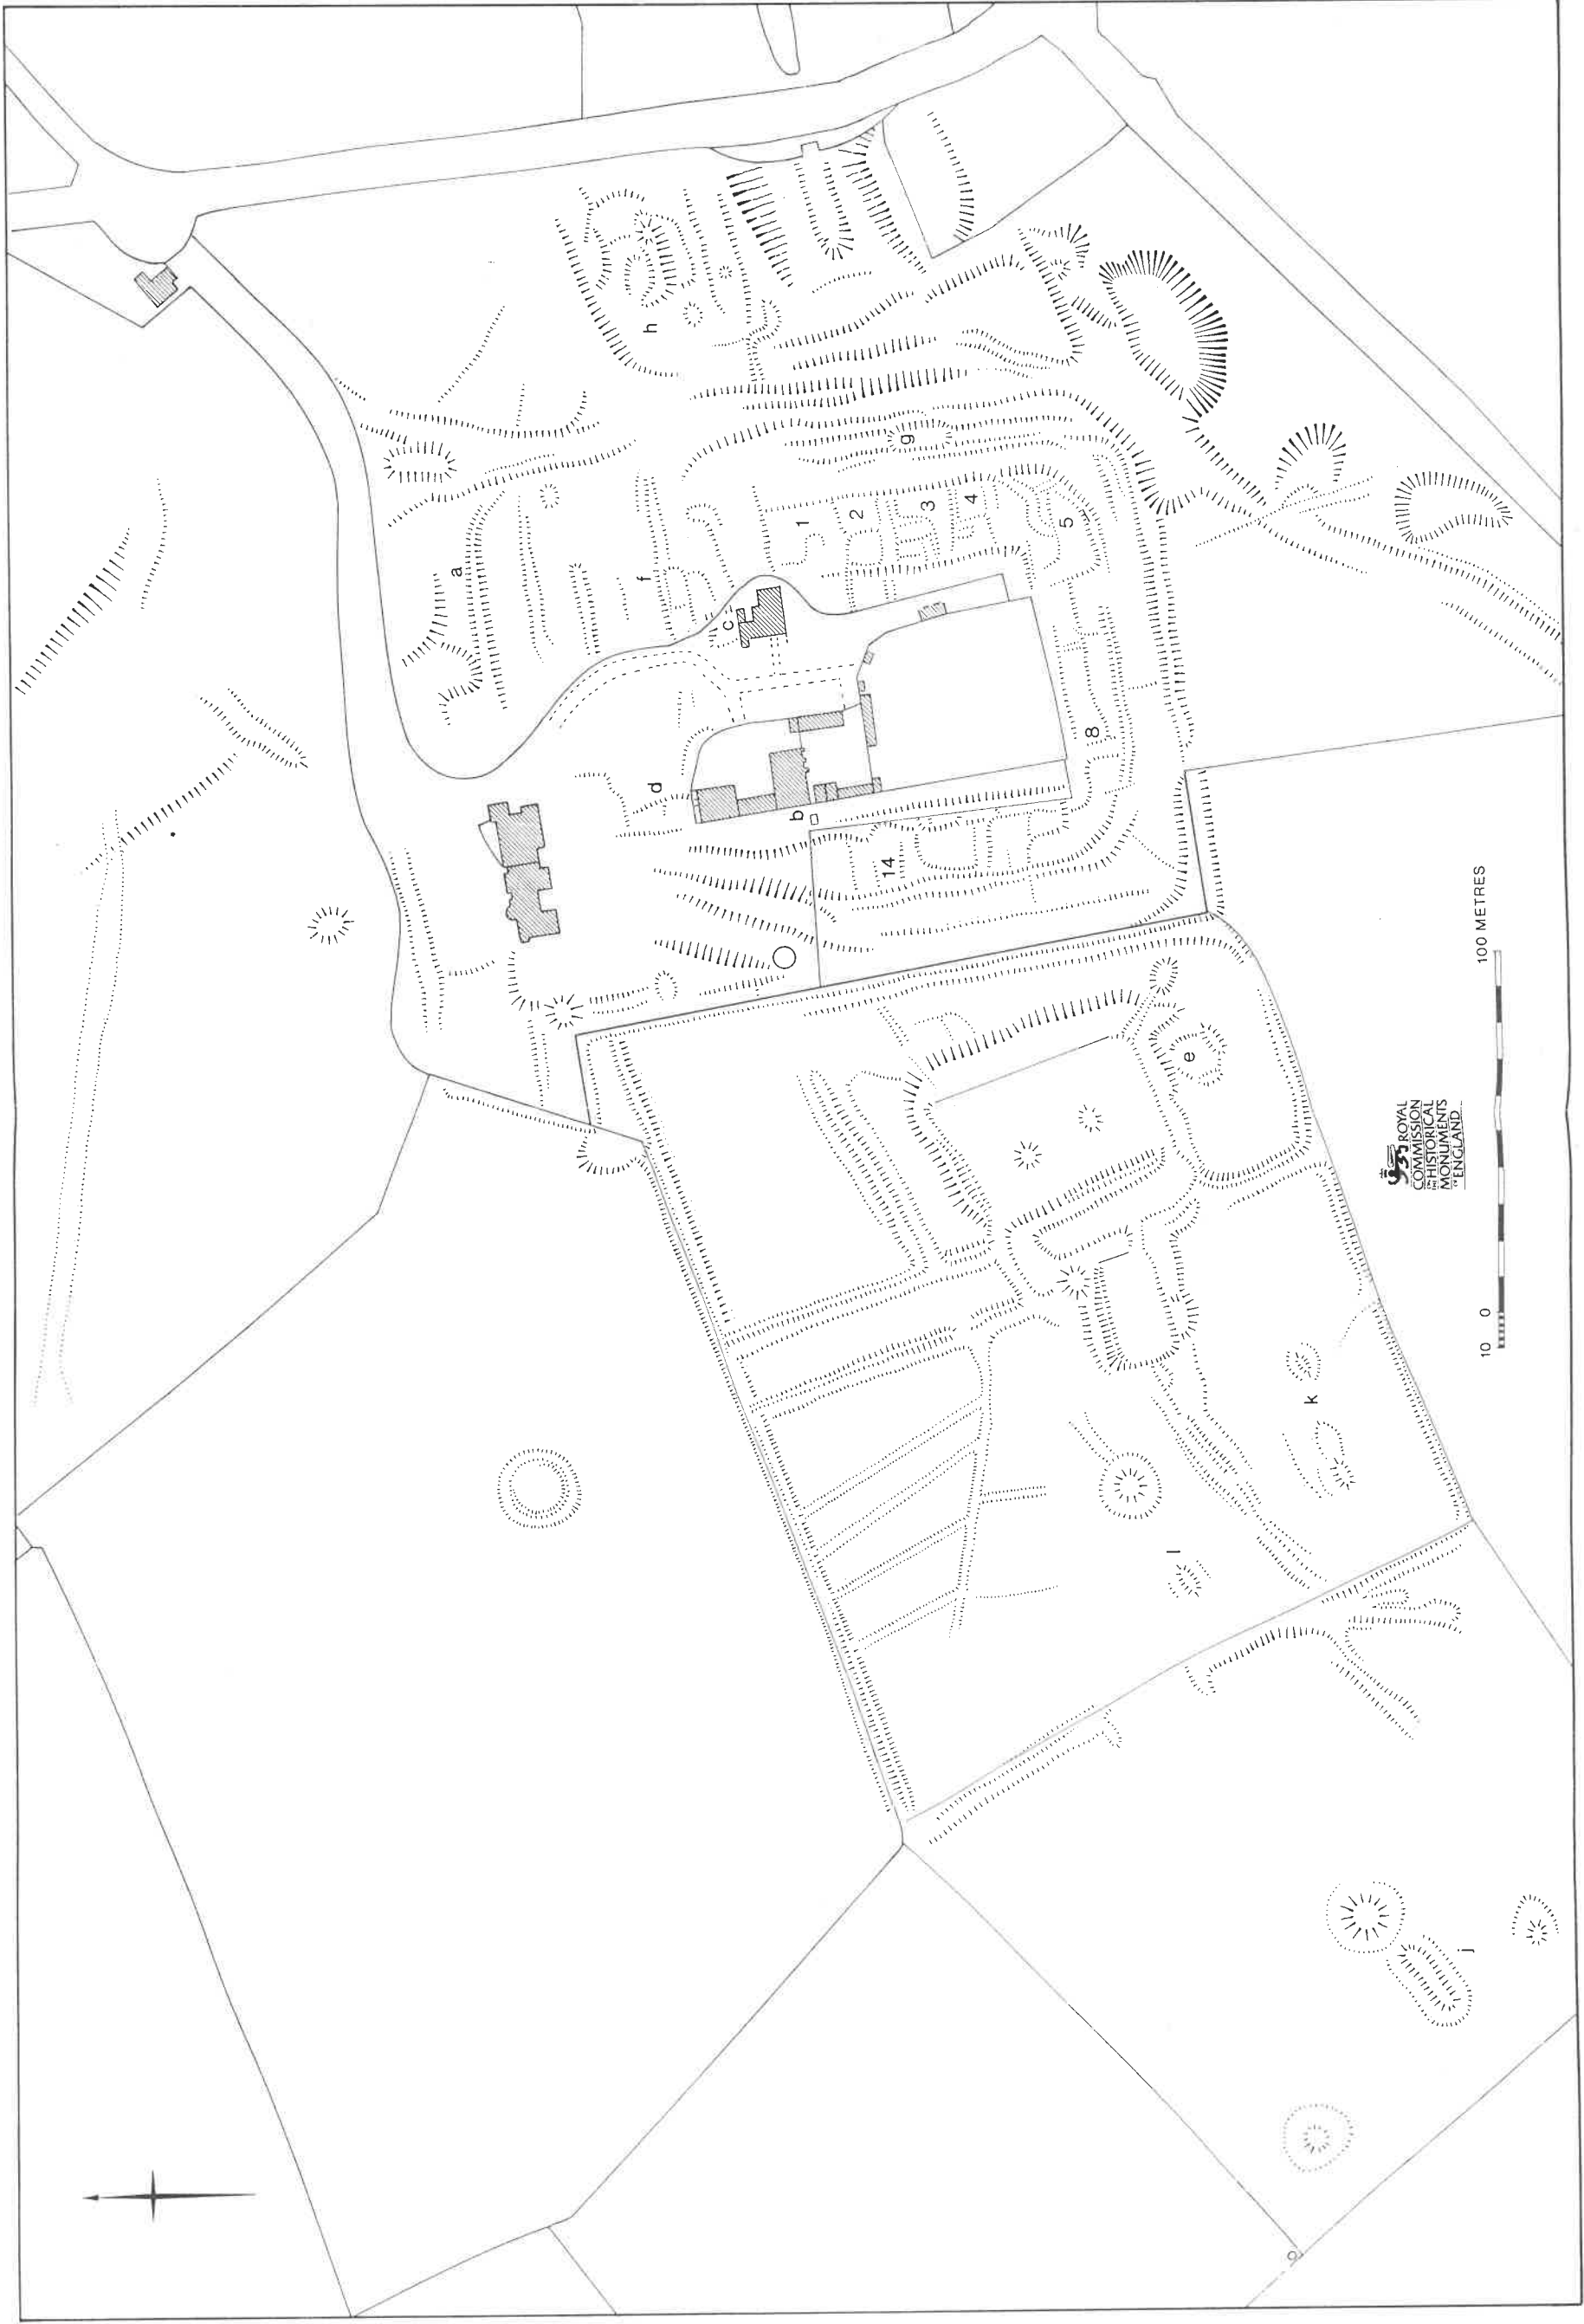 a
h
f
c
d
b
g
1
2
3
4
5
8
14
e
k
l
j
ROYAL
COMMISSION
ON THE HISTORICAL
MONUMENTS
OF ENGLAND
10 0 100 METRES